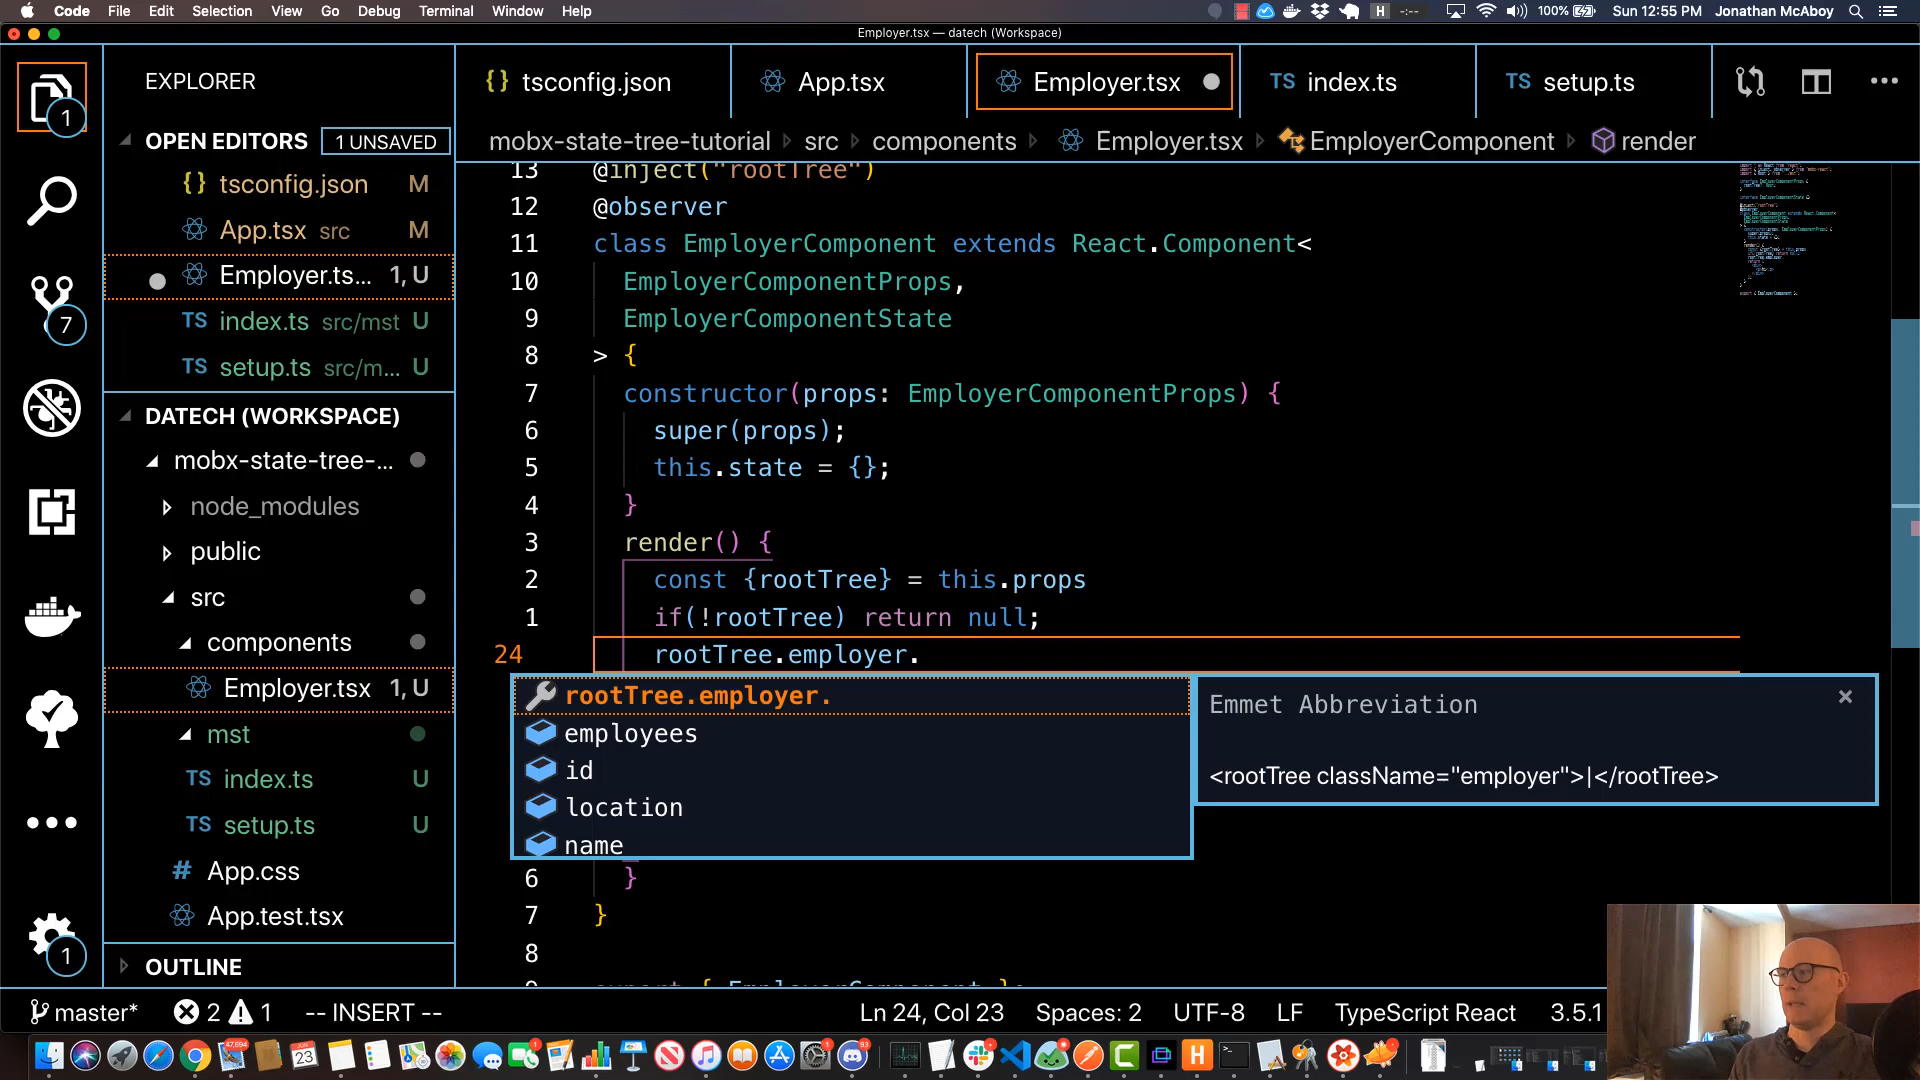 Code File Edit Selection View Go Debug Terminal Window Help
100% Sun 12:55 PM Jonathan McAboy
Employer.tsx — datech (Workspace)
EXPLORER
OPEN EDITORS 1 UNSAVED
{} tsconfig.json M
App.tsx src M
Employer.ts... 1, U
TS index.ts src/mst U
TS setup.ts src/m... U
DATECH (WORKSPACE)
mobx-state-tree-...
node_modules
public
src
components
Employer.tsx 1, U
mst
TS index.ts U
TS setup.ts U
# App.css
App.test.tsx
OUTLINE
1
7
1
{} tsconfig.json
App.tsx
Employer.tsx
TS index.ts
TS setup.ts
mobx-state-tree-tutorial › src › components › Employer.tsx › EmployerComponent › render
13 @inject("rootTree")
12 @observer
11 class EmployerComponent extends React.Component<
10 EmployerComponentProps,
9 EmployerComponentState
8 > {
7 constructor(props: EmployerComponentProps) {
6 super(props);
5 this.state = {};
4 }
3 render() {
2 const {rootTree} = this.props
1 if(!rootTree) return null;
24 rootTree.employer.
rootTree.employer.
employees
id
location
name
Emmet Abbreviation ×
<rootTree className="employer">|</rootTree>
6 }
7 }
8
9 export { EmployerComponent };
master* 2 1 -- INSERT -- Ln 24, Col 23 Spaces: 2 UTF-8 LF TypeScript React 3.5.1